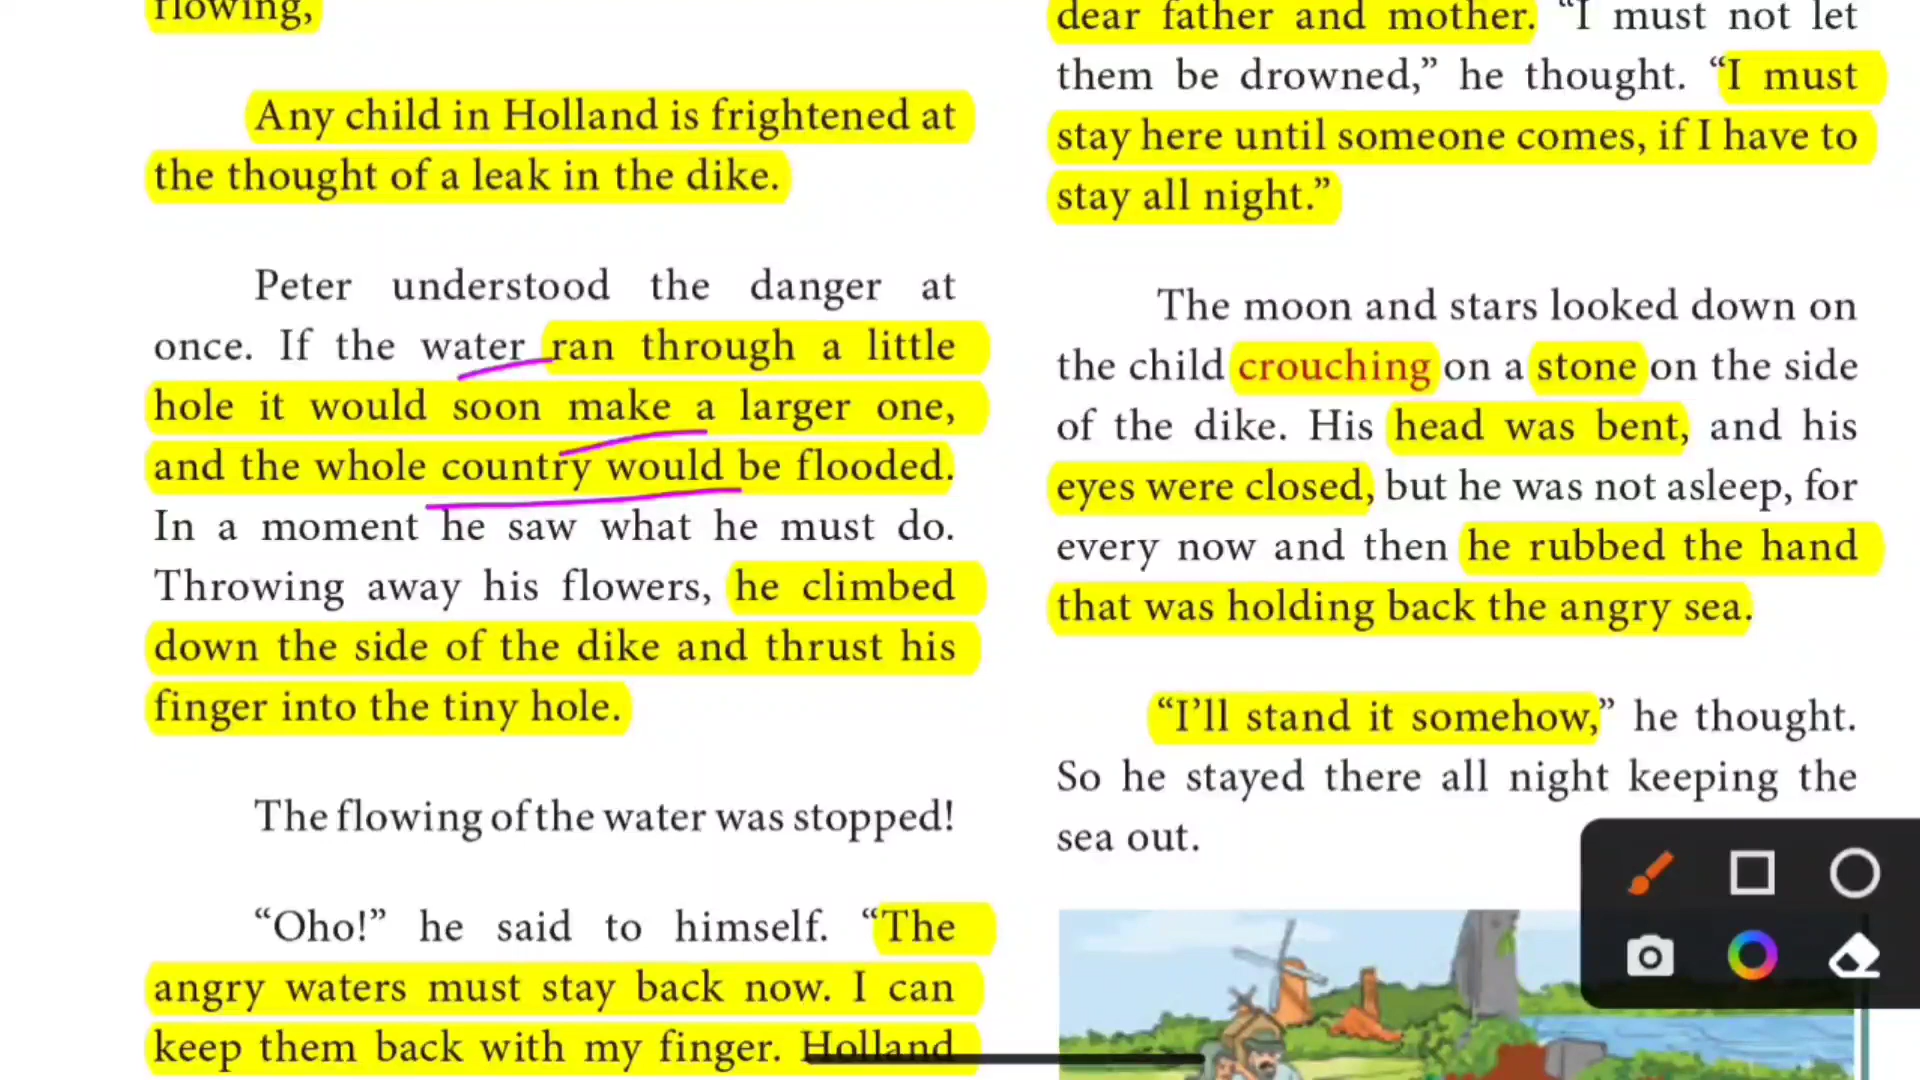 flowing,
Any child in Holland is frightened at
the thought of a leak in the dike.
Peter understood the danger at
once. If the water ran through a little
hole it would soon make a larger one,
and the whole country would be flooded.
In a moment he saw what he must do.
Throwing away his flowers, he climbed
down the side of the dike and thrust his
finger into the tiny hole.
The flowing of the water was stopped!
“Oho!” he said to himself. “The
angry waters must stay back now. I can
keep them back with my finger. Holland
dear father and mother. “I must not let
them be drowned,” he thought. “I must
stay here until someone comes, if I have to
stay all night.”
The moon and stars looked down on
the child crouching on a stone on the side
of the dike. His head was bent, and his
eyes were closed, but he was not asleep, for
every now and then he rubbed the hand
that was holding back the angry sea.
“I’ll stand it somehow,” he thought.
So he stayed there all night keeping the
sea out.